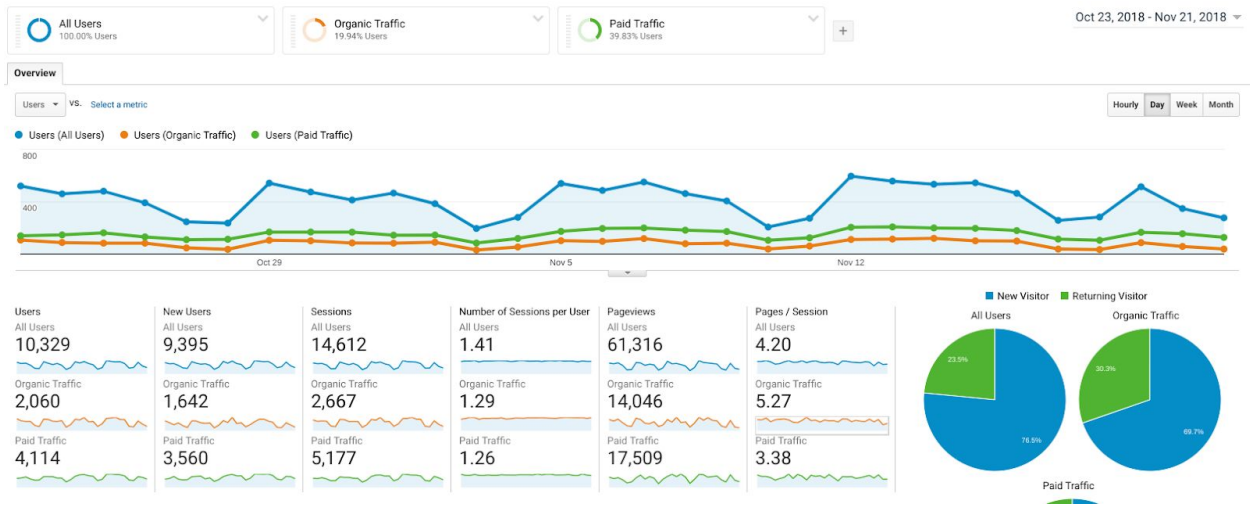 All Users
100.00% Users
Organic Traffic
19.94% Users
Paid Traffic
39.83% Users
+
Oct 23, 2018 - Nov 21, 2018
Overview
Users vs. Select a metric
Hourly Day Week Month
Users (All Users) Users (Organic Traffic) Users (Paid Traffic)
800
400
Oct 29 Nov 5 Nov 12
New Visitor Returning Visitor
Users New Users Sessions Number of Sessions per User Pageviews Pages / Session
All Users All Users All Users All Users All Users All Users
10,329 9,395 14,612 1.41 61,316 4.20
Organic Traffic Organic Traffic Organic Traffic Organic Traffic Organic Traffic Organic Traffic
2,060 1,642 2,667 1.29 14,046 5.27
Paid Traffic Paid Traffic Paid Traffic Paid Traffic Paid Traffic Paid Traffic
4,114 3,560 5,177 1.26 17,509 3.38
All Users Organic Traffic
23.5% 30.3%
76.5% 69.7%
Paid Traffic